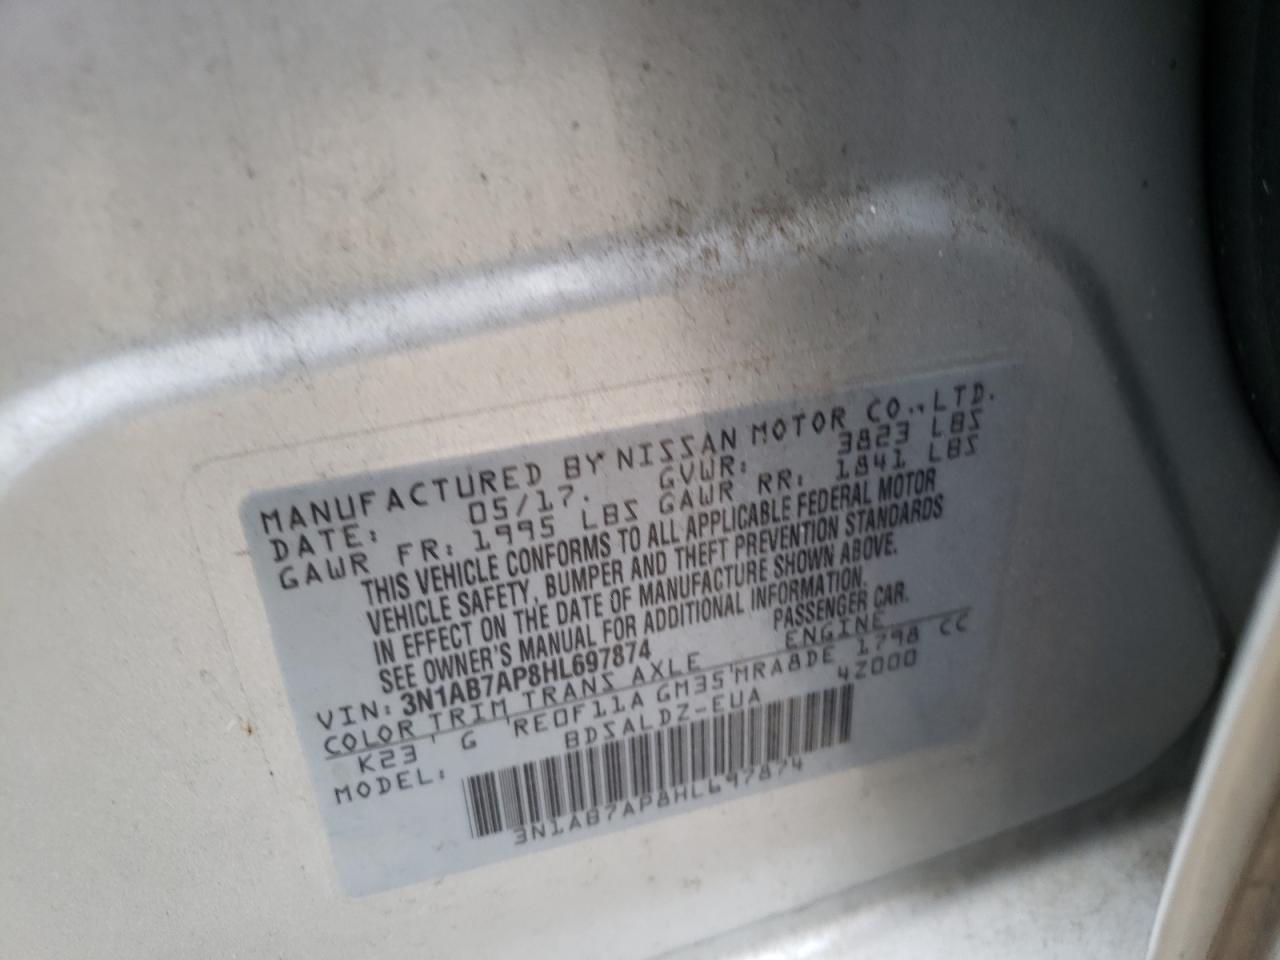 MANUFACTURED BY NISSAN MOTOR CO., LTD.
DATE: 05/17. GVWR: 3823 LBS
GAWR FR: 1995 LBS GAWR RR: 1841 LBS
THIS VEHICLE CONFORMS TO ALL APPLICABLE FEDERAL MOTOR
VEHICLE SAFETY, BUMPER AND THEFT PREVENTION STANDARDS
IN EFFECT ON THE DATE OF MANUFACTURE SHOWN ABOVE.
SEE OWNER'S MANUAL FOR ADDITIONAL INFORMATION.
VIN: 3N1AB7AP8HL697874 PASSENGER CAR.
COLOR TRIM TRANS AXLE ENGINE
K23 G RE0F11A GM35 MRA8DE 1798 CC
MODEL: BDSALDZ-EUA 4Z000
3N1AB7AP8HL697874